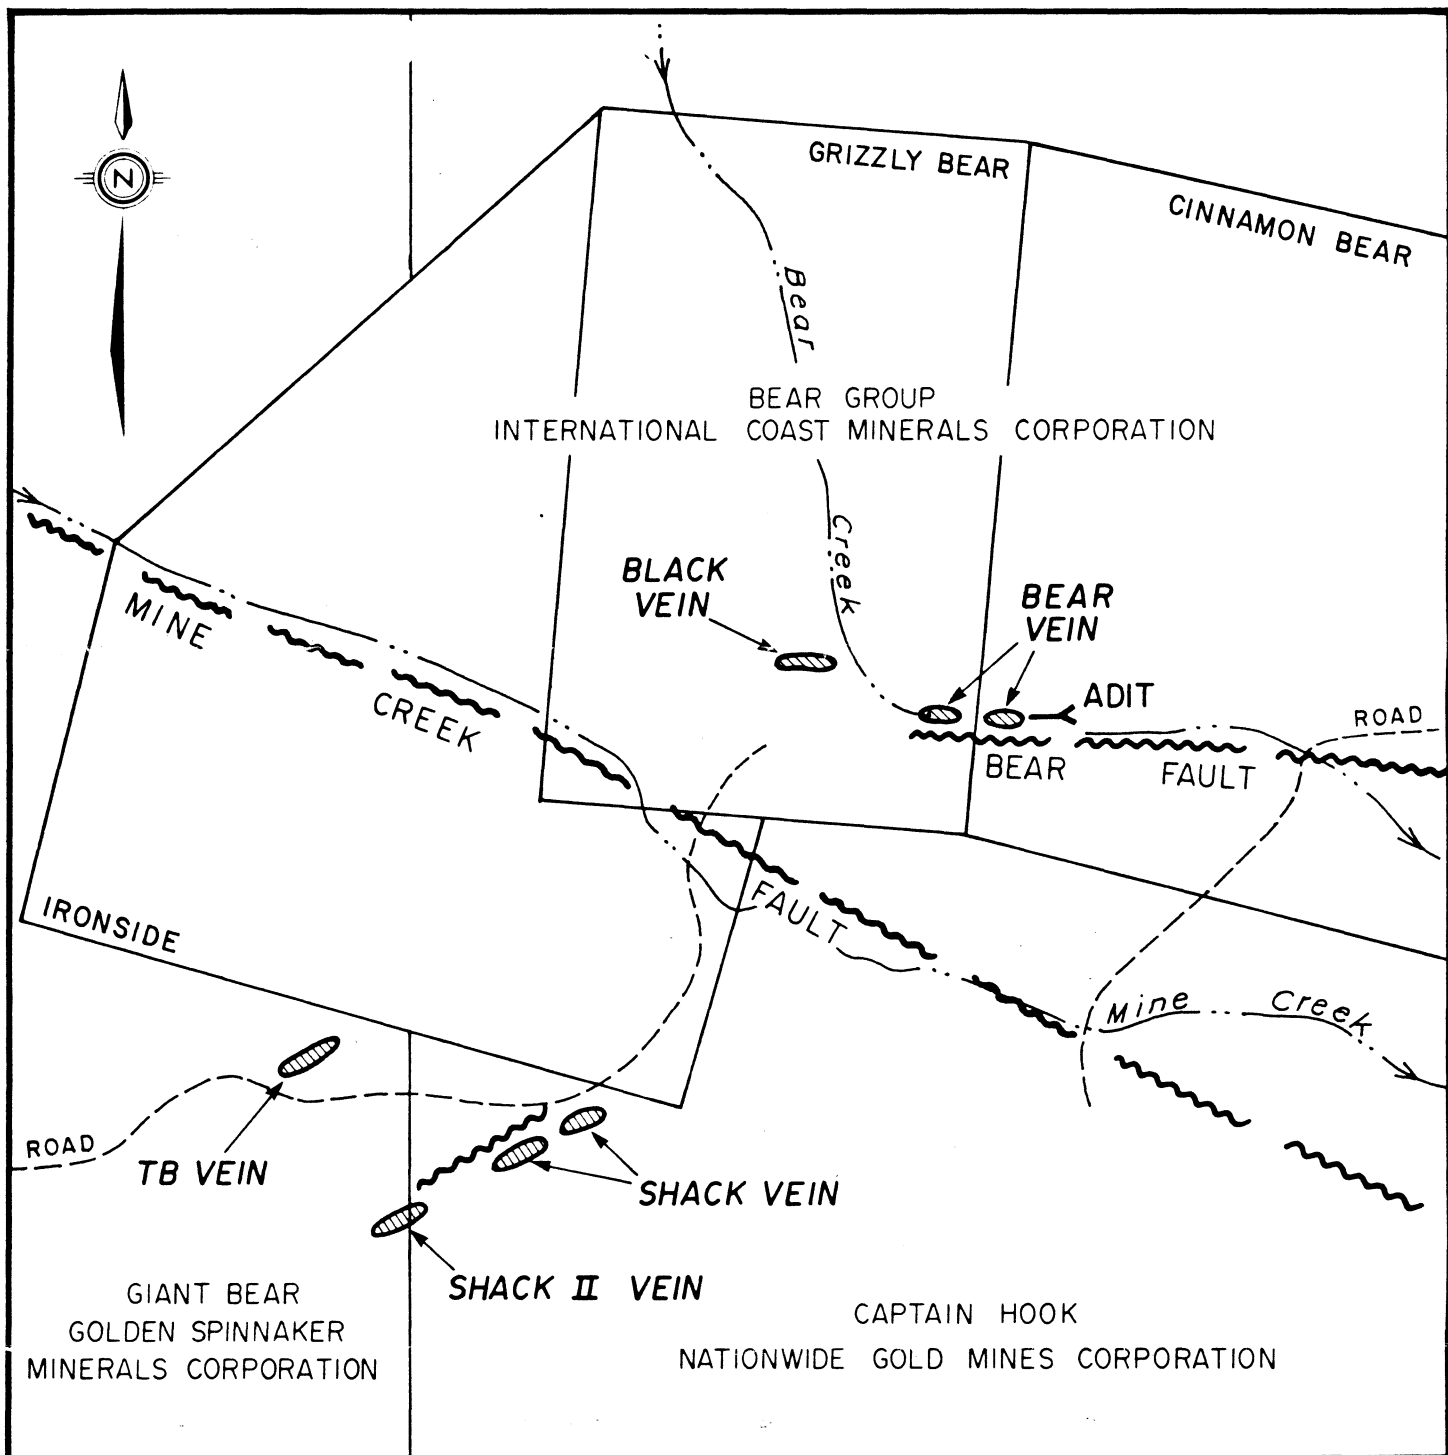 N
GRIZZLY BEAR
CINNAMON BEAR
Bear
BEAR GROUP
INTERNATIONAL COAST MINERALS CORPORATION
Creek
BLACK
VEIN
BEAR
VEIN
MINE
ADIT
CREEK
ROAD
BEAR FAULT
FAULT
IRONSIDE
Mine Creek
ROAD
TB VEIN
SHACK VEIN
SHACK II VEIN
GIANT BEAR
GOLDEN SPINNAKER
MINERALS CORPORATION
CAPTAIN HOOK
NATIONWIDE GOLD MINES CORPORATION